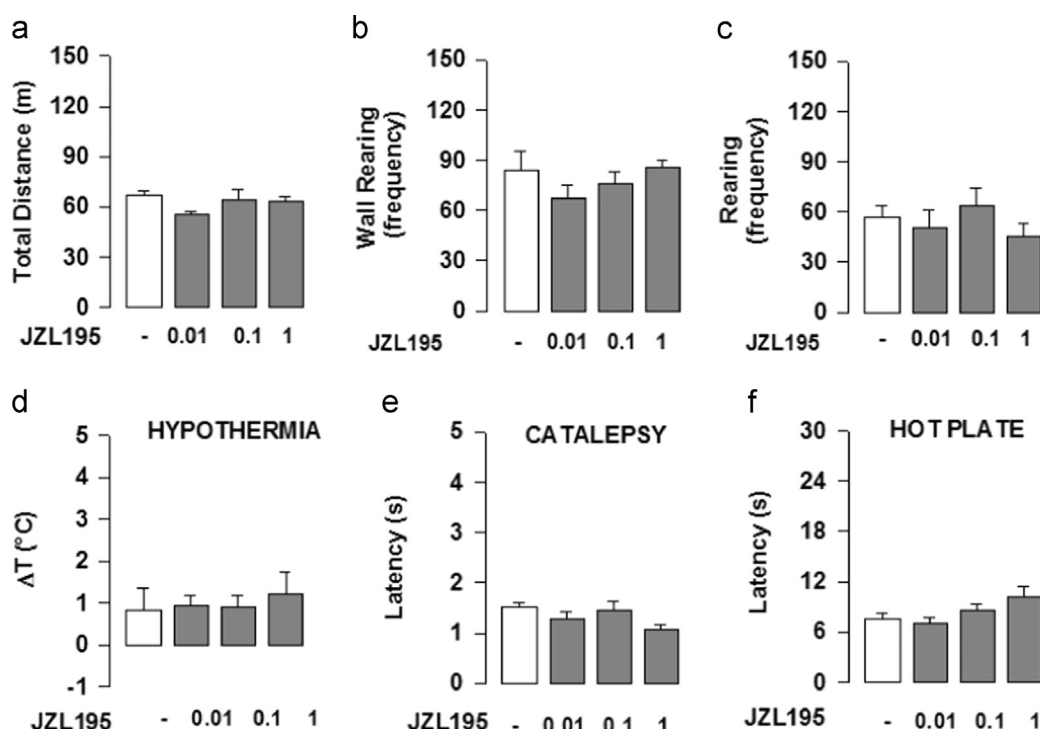 a
Total Distance (m)
150
120
90
60
30
0
JZL195 - 0.01 0.1 1
b
Wall Rearing
(frequency)
150
120
90
60
30
0
JZL195 - 0.01 0.1 1
c
Rearing
(frequency)
150
120
90
60
30
0
JZL195 - 0.01 0.1 1
d
HYPOTHERMIA
ΔT (°C)
5
4
3
2
1
0
-1
JZL195 - 0.01 0.1 1
e
CATALEPSY
Latency (s)
5
4
3
2
1
0
JZL195 - 0.01 0.1 1
f
HOT PLATE
Latency (s)
30
24
18
12
6
0
JZL195 - 0.01 0.1 1